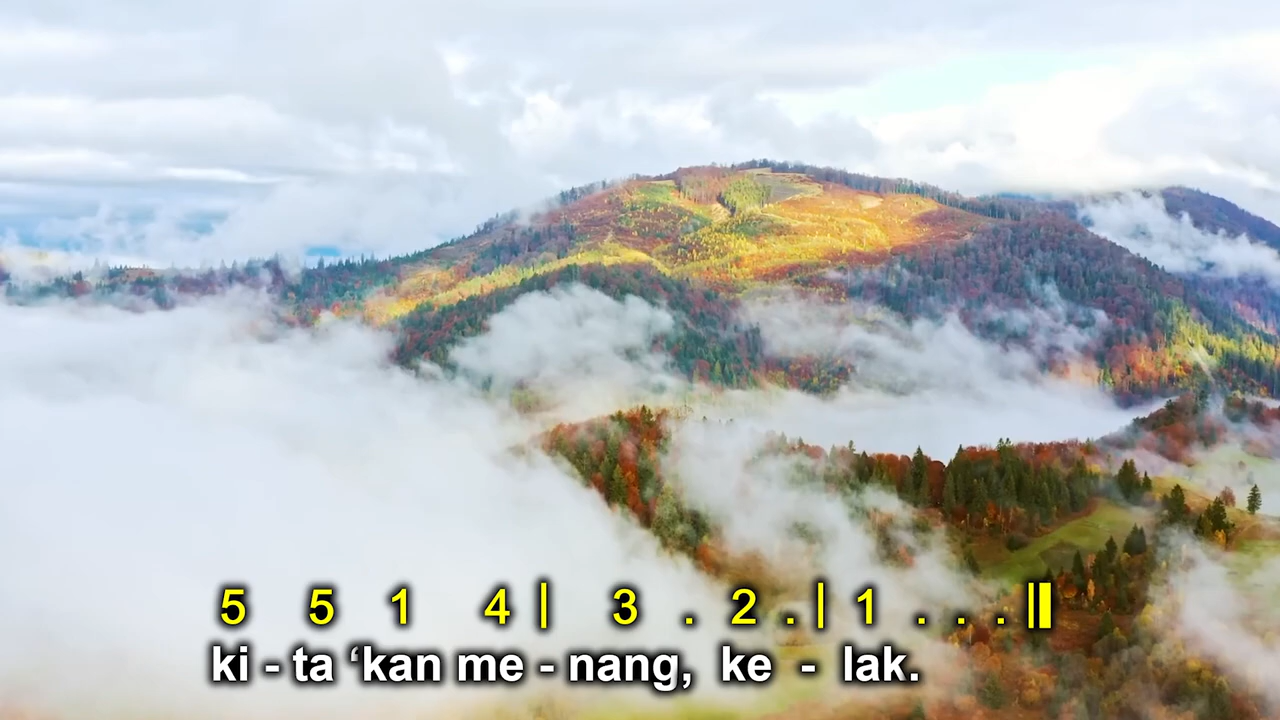 5 5 1 4 | 3 . 2 . | 1 . . . ||
ki - ta ‘kan me - nang, ke - lak.